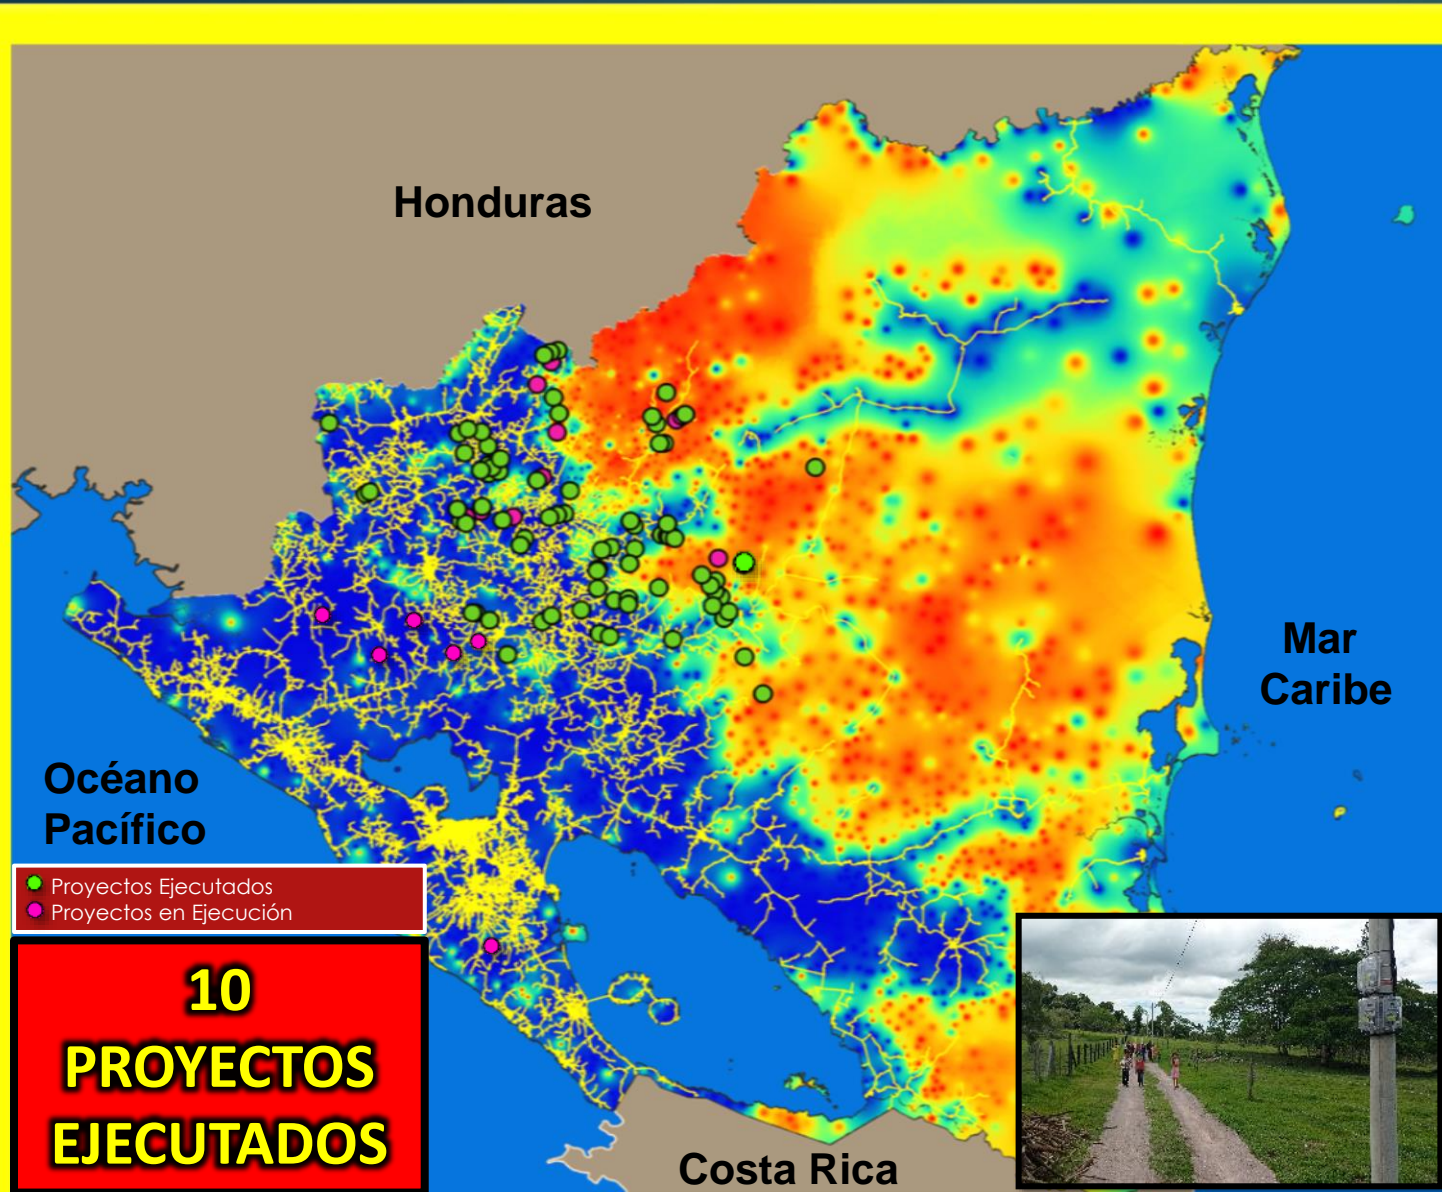 Honduras
Mar
Caribe
Océano
Pacífico
Proyectos Ejecutados
Proyectos en Ejecución
10
PROYECTOS
EJECUTADOS
Costa Rica